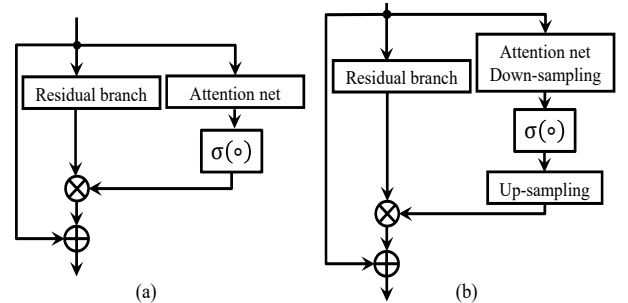 Residual branch
Attention net
σ(∘)
(a)
Residual branch
Attention net
Down-sampling
σ(∘)
Up-sampling
(b)